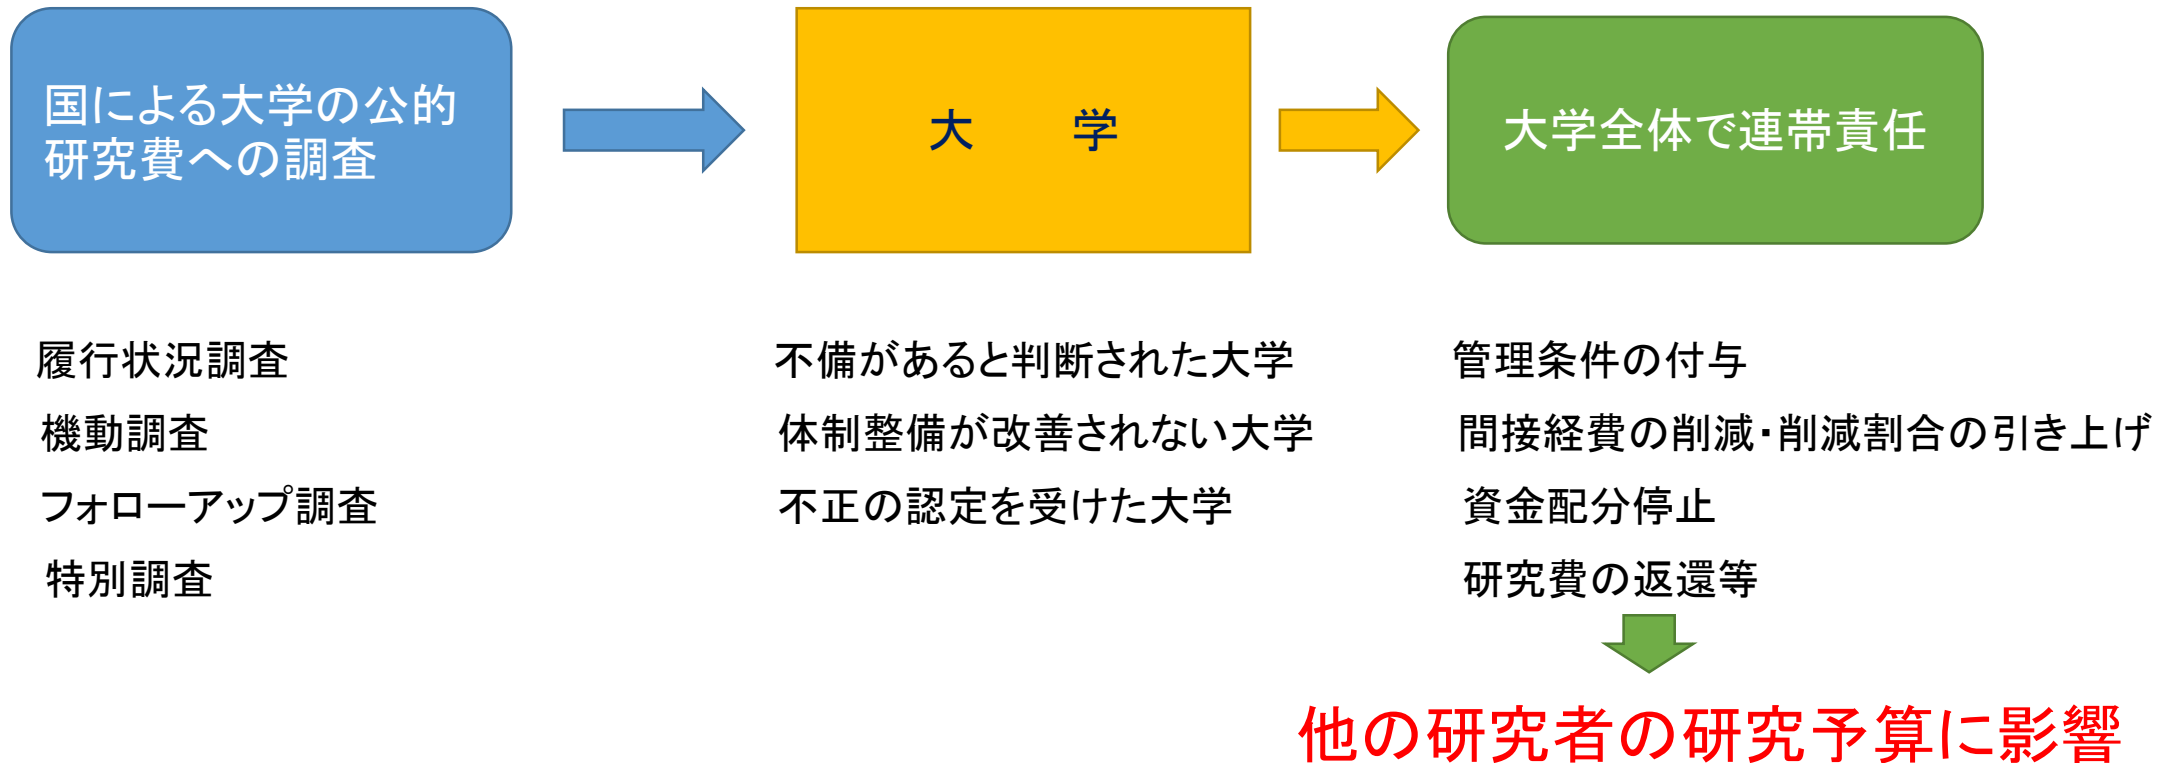 国による大学の公的
研究費への調査
大　　学
大学全体で連帯責任
履行状況調査
機動調査
フォローアップ調査
特別調査
不備があると判断された大学
体制整備が改善されない大学
不正の認定を受けた大学
管理条件の付与
間接経費の削減・削減割合の引き上げ
資金配分停止
研究費の返還等
他の研究者の研究予算に影響